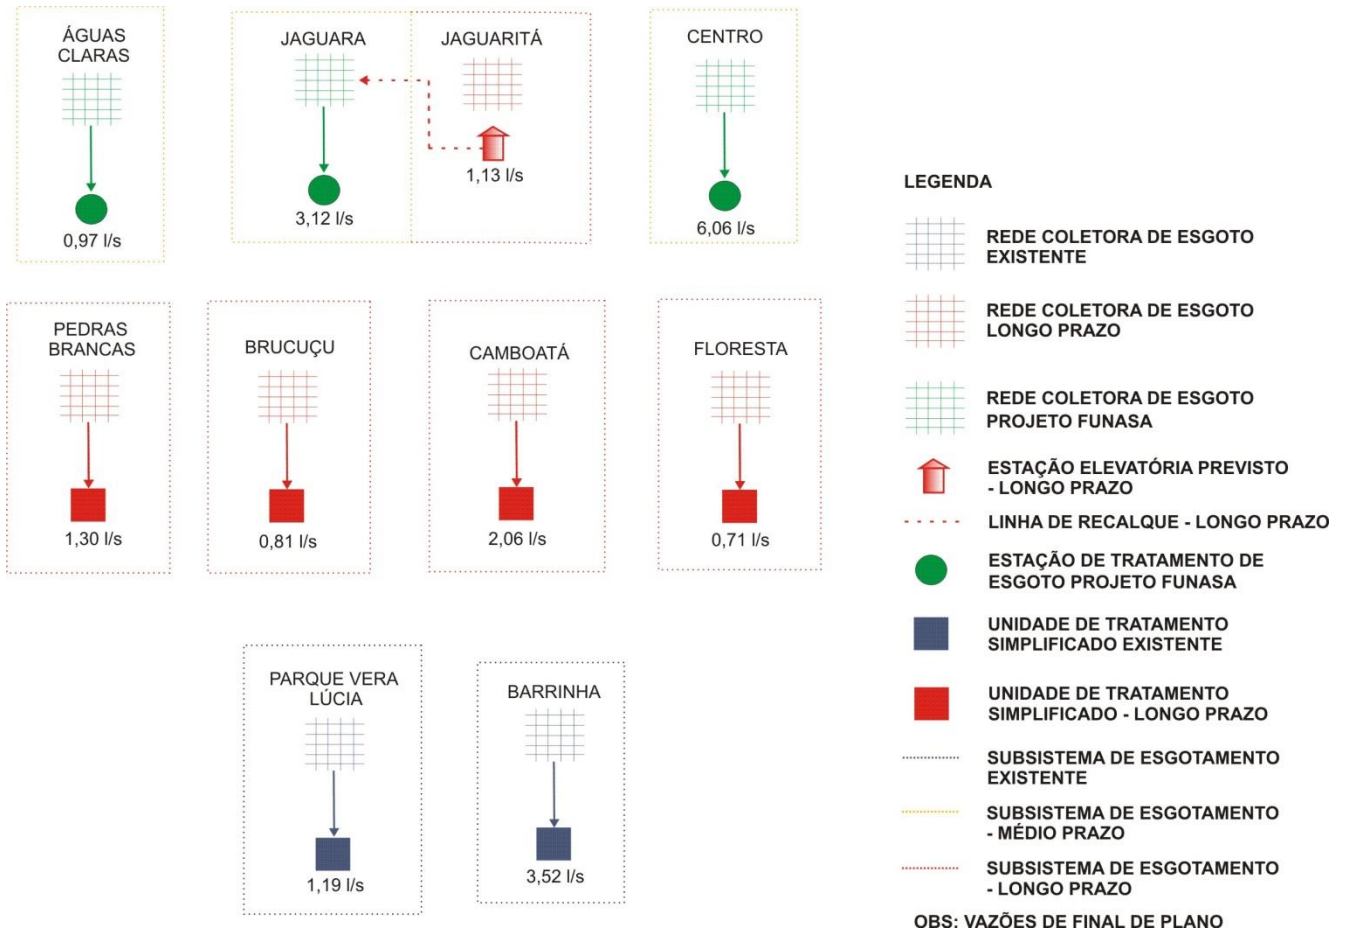 ÁGUAS
CLARAS
0,97 l/s
JAGUARA
3,12 l/s
JAGUARITÁ
1,13 l/s
CENTRO
6,06 l/s
PEDRAS
BRANCAS
1,30 l/s
BRUCUÇU
0,81 l/s
CAMBOATÁ
2,06 l/s
FLORESTA
0,71 l/s
PARQUE VERA
LÚCIA
1,19 l/s
BARRINHA
3,52 l/s
LEGENDA
REDE COLETORA DE ESGOTO
EXISTENTE
REDE COLETORA DE ESGOTO
LONGO PRAZO
REDE COLETORA DE ESGOTO
PROJETO FUNASA
ESTAÇÃO ELEVATÓRIA PREVISTO
- LONGO PRAZO
LINHA DE RECALQUE - LONGO PRAZO
ESTAÇÃO DE TRATAMENTO DE
ESGOTO PROJETO FUNASA
UNIDADE DE TRATAMENTO
SIMPLIFICADO EXISTENTE
UNIDADE DE TRATAMENTO
SIMPLIFICADO - LONGO PRAZO
SUBSISTEMA DE ESGOTAMENTO
EXISTENTE
SUBSISTEMA DE ESGOTAMENTO
- MÉDIO PRAZO
SUBSISTEMA DE ESGOTAMENTO
- LONGO PRAZO
OBS: VAZÕES DE FINAL DE PLANO